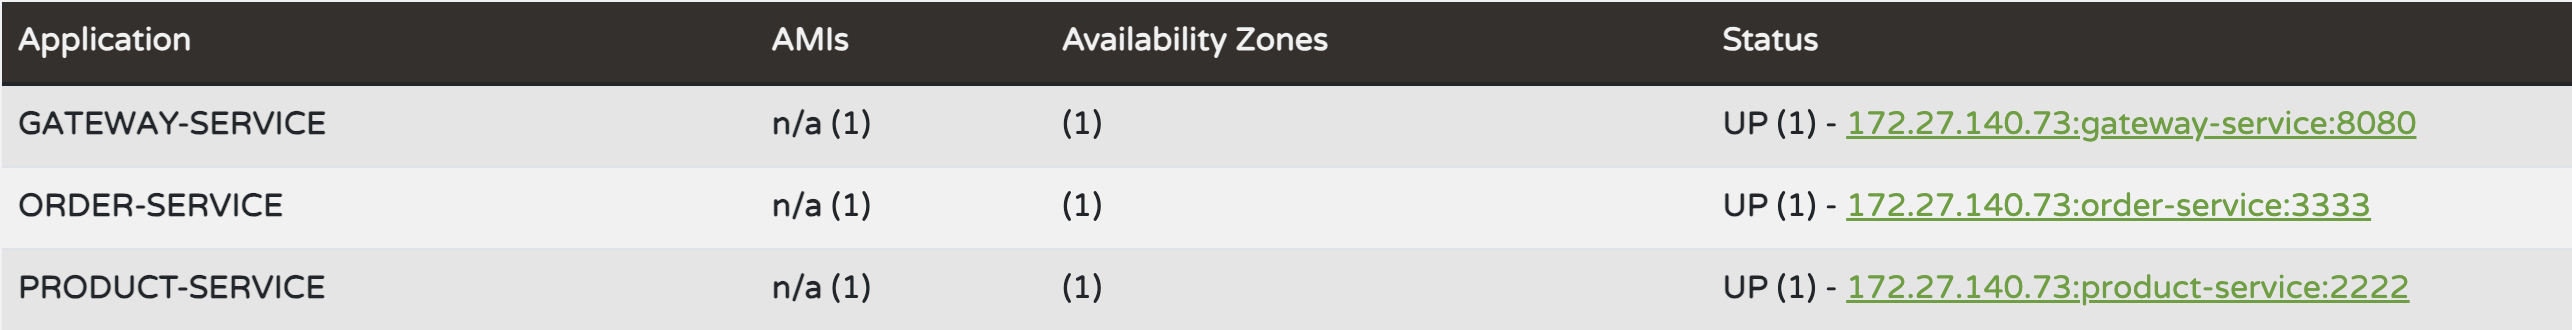 Application AMIs Availability Zones Status
GATEWAY-SERVICE n/a (1) (1) UP (1) - 172.27.140.73:gateway-service:8080
ORDER-SERVICE n/a (1) (1) UP (1) - 172.27.140.73:order-service:3333
PRODUCT-SERVICE n/a (1) (1) UP (1) - 172.27.140.73:product-service:2222